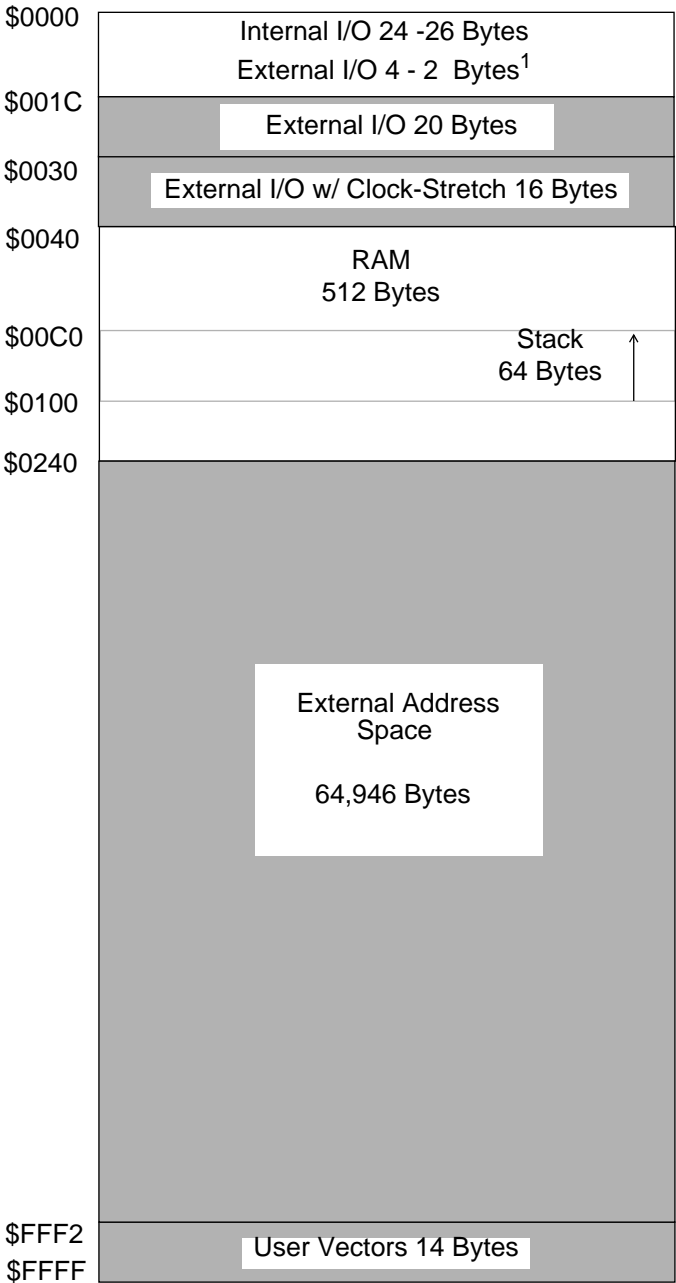 $0000
Internal I/O 24 -26 Bytes
External I/O 4 - 2 Bytes1
$001C
External I/O 20 Bytes
$0030
External I/O w/ Clock-Stretch 16 Bytes
$0040
RAM
512 Bytes
$00C0
Stack
64 Bytes
$0100
$0240
External Address
Space
64,946 Bytes
$FFF2
User Vectors 14 Bytes
$FFFF